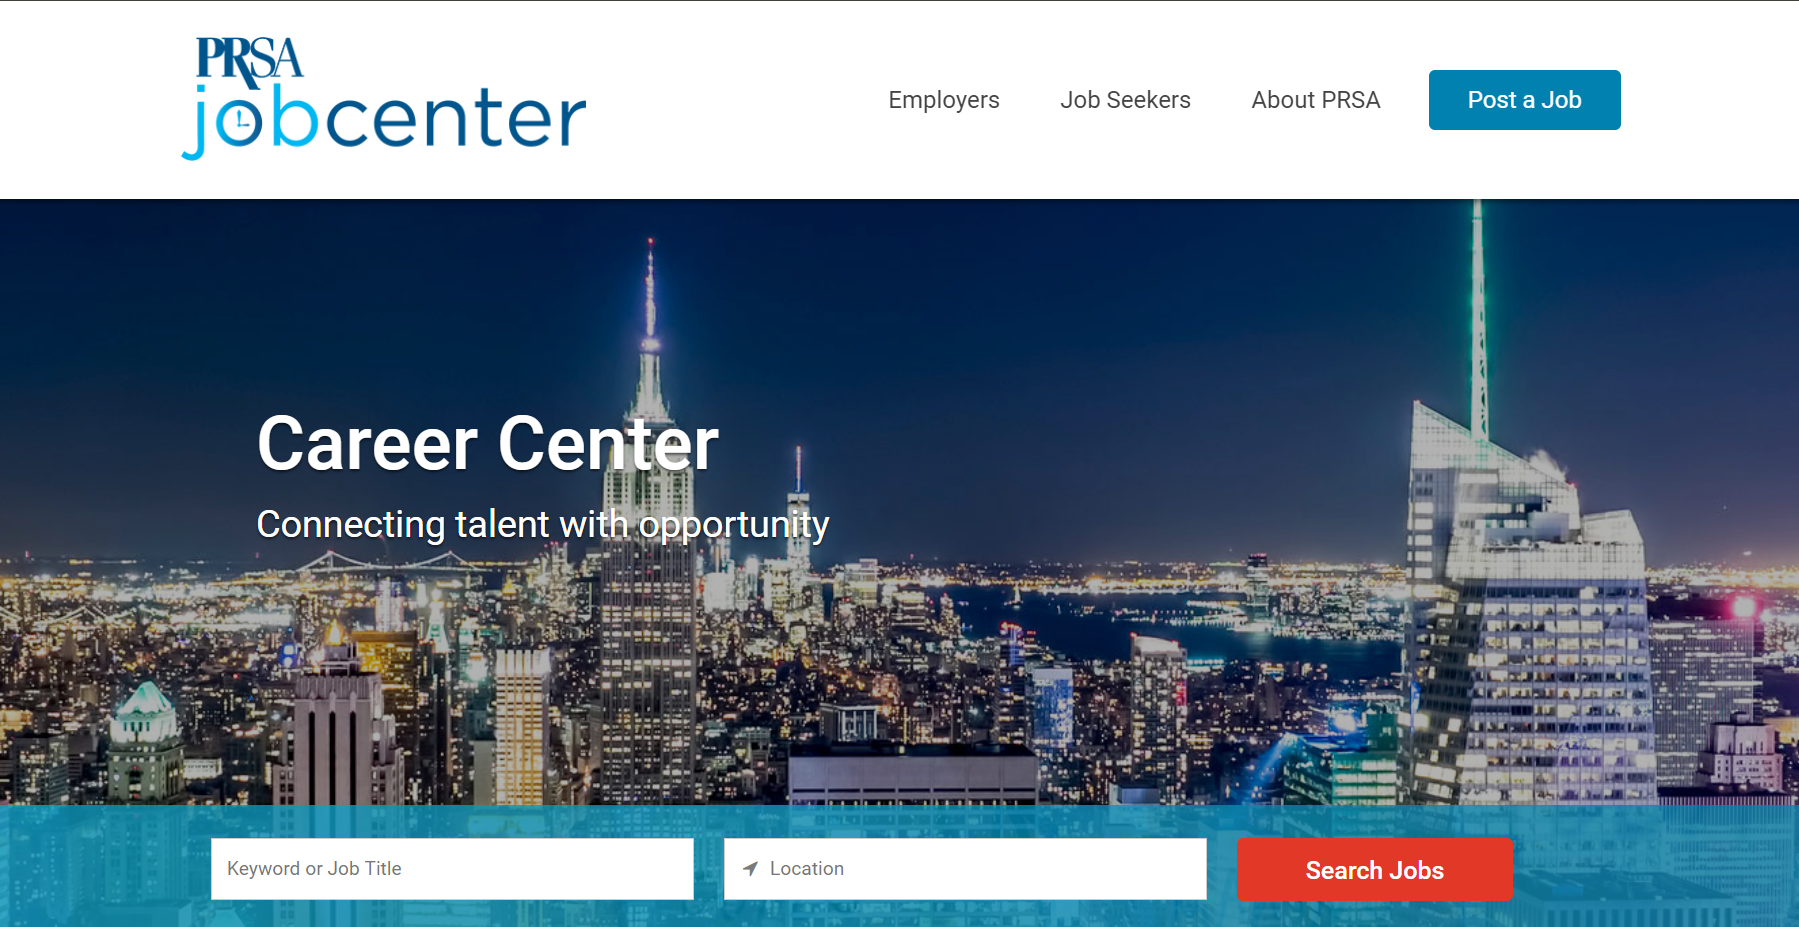 PRSA
jobcenter
Employers
Job Seekers
About PRSA
Post a Job
Career Center
Connecting talent with opportunity
Keyword or Job Title
Location
Search Jobs